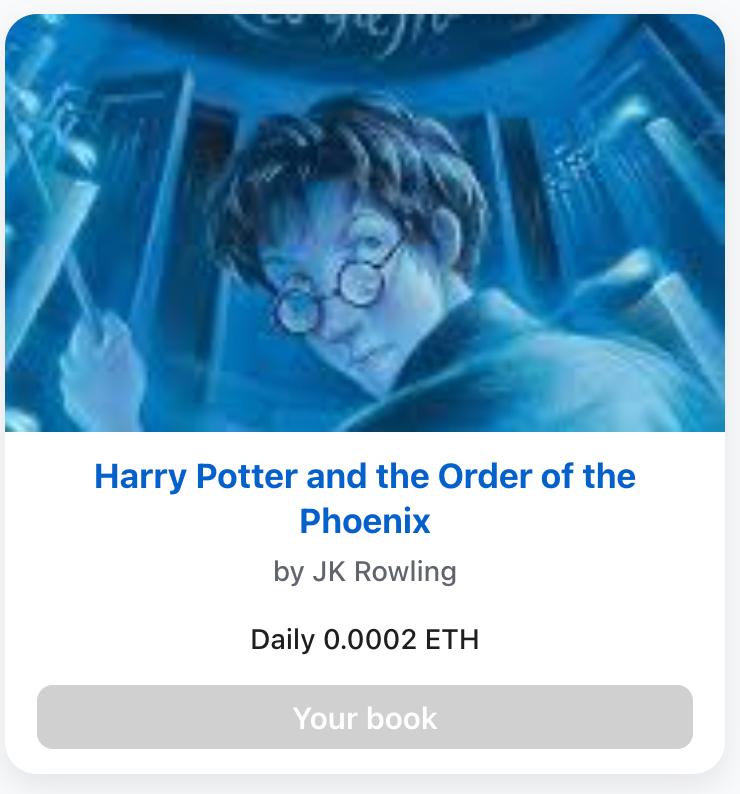 Harry Potter and the Order of the
Phoenix
by JK Rowling
Daily 0.0002 ETH
Your book